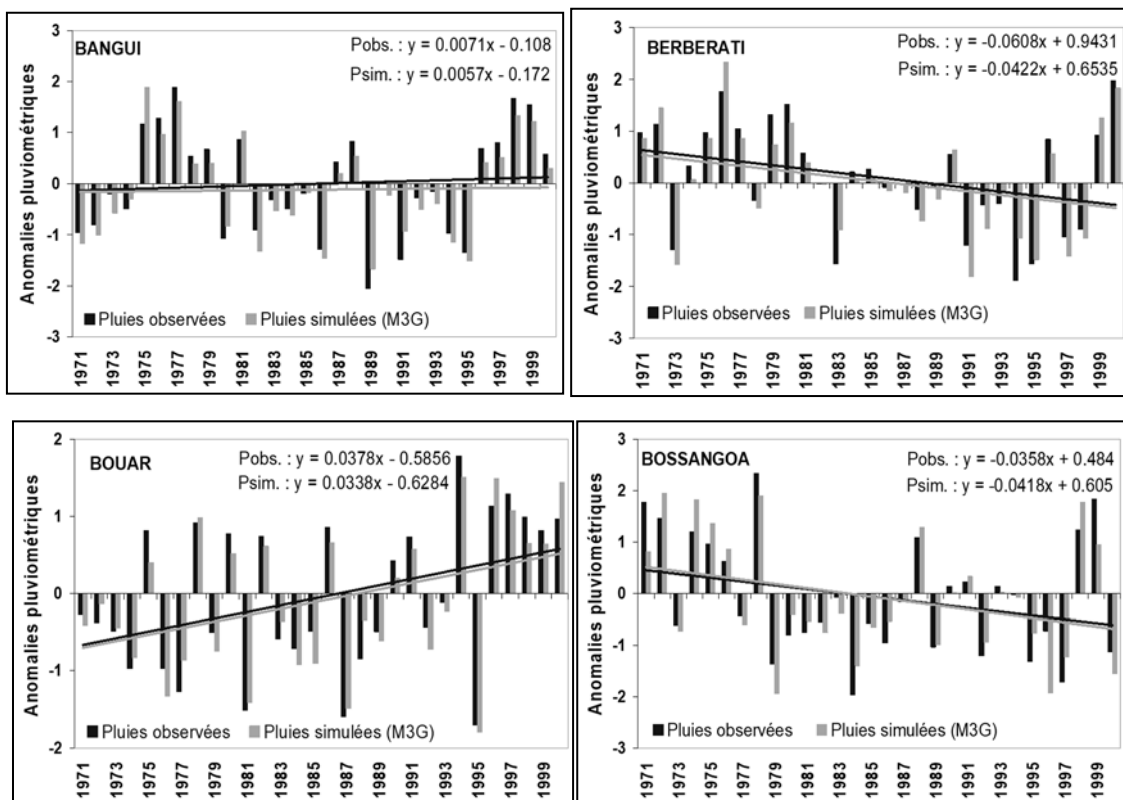 BANGUI
Pobs. : y = 0.0071x - 0.108
Psim. : y = 0.0057x - 0.172
Anomalies pluviométriques
3
2
1
0
-1
-2
-3
Pluies observées Pluies simulées (M3G)
1971 1973 1975 1977 1979 1981 1983 1985 1987 1989 1991 1993 1995 1997 1999
BERBERATI
Pobs. : y = -0.0608x + 0.9431
Psim. : y = -0.0422x + 0.6535
Anomalies pluviométriques
3
2
1
0
-1
-2
-3
Pluies observées Pluies simulées (M3G)
1971 1973 1975 1977 1979 1981 1983 1985 1987 1989 1991 1993 1995 1997 1999
BOUAR
Pobs. : y = 0.0378x - 0.5856
Psim. : y = 0.0338x - 0.6284
Anomalies pluviométriques
2
1
0
-1
-2
Pluies observées Pluies simulées (M3G)
1971 1973 1975 1977 1979 1981 1983 1985 1987 1989 1991 1993 1995 1997 1999
BOSSANGOA
Pobs. : y = -0.0358x + 0.484
Psim. : y = -0.0418x + 0.605
Anomalies pluviométriques
3
2
1
0
-1
-2
-3
Pluies observées Pluies simulées (M3G)
1971 1973 1975 1977 1979 1981 1983 1985 1987 1989 1991 1993 1995 1997 1999